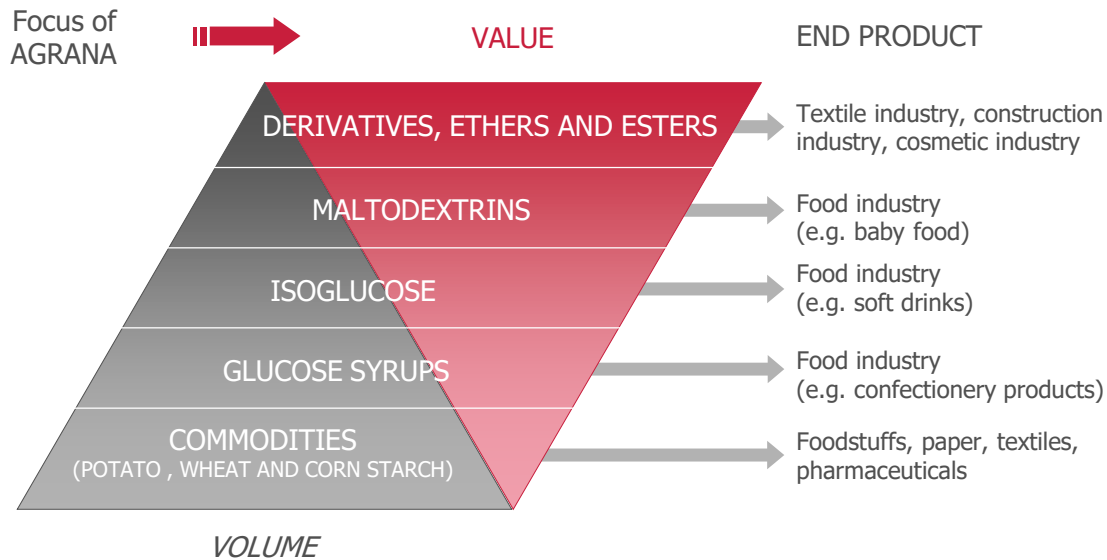 Focus of
AGRANA
VALUE
END PRODUCT
DERIVATIVES, ETHERS AND ESTERS
Textile industry, construction
industry, cosmetic industry
MALTODEXTRINS
Food industry
(e.g. baby food)
ISOGLUCOSE
Food industry
(e.g. soft drinks)
GLUCOSE SYRUPS
Food industry
(e.g. confectionery products)
COMMODITIES
(POTATO , WHEAT AND CORN STARCH)
Foodstuffs, paper, textiles,
pharmaceuticals
VOLUME